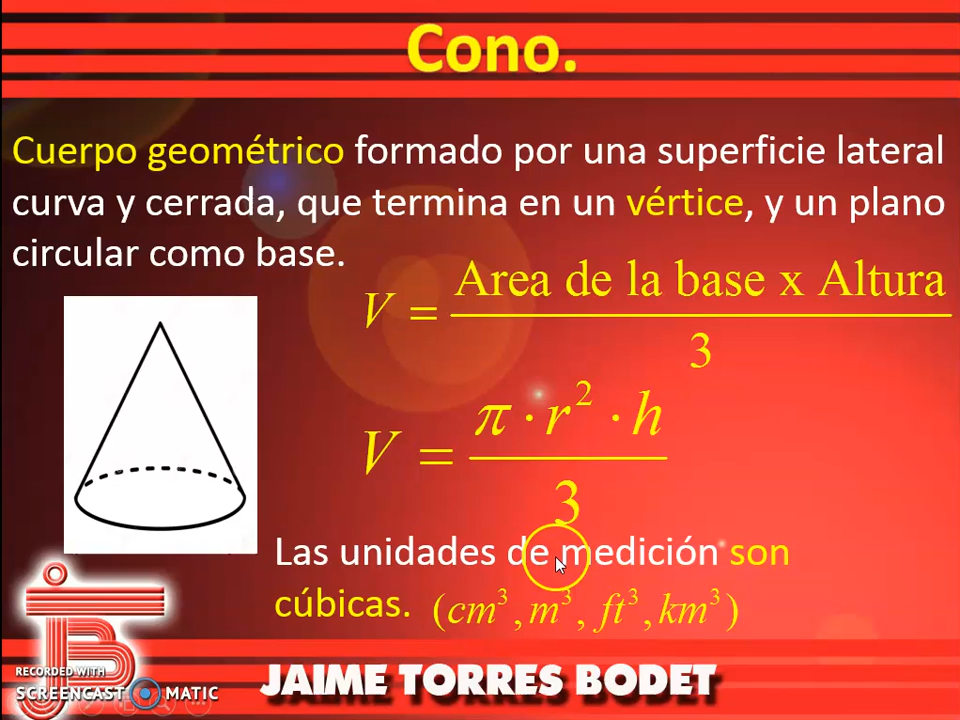 Cono.
Cuerpo geométrico formado por una superficie lateral
curva y cerrada, que termina en un vértice, y un plano
circular como base.
V = Area de la base x Altura / 3
V = π · r² · h / 3
Las unidades de medición son
cúbicas. (cm³, m³, ft³, km³)
JAIME TORRES BODET
RECORDED WITH
SCREENCAST MATIC